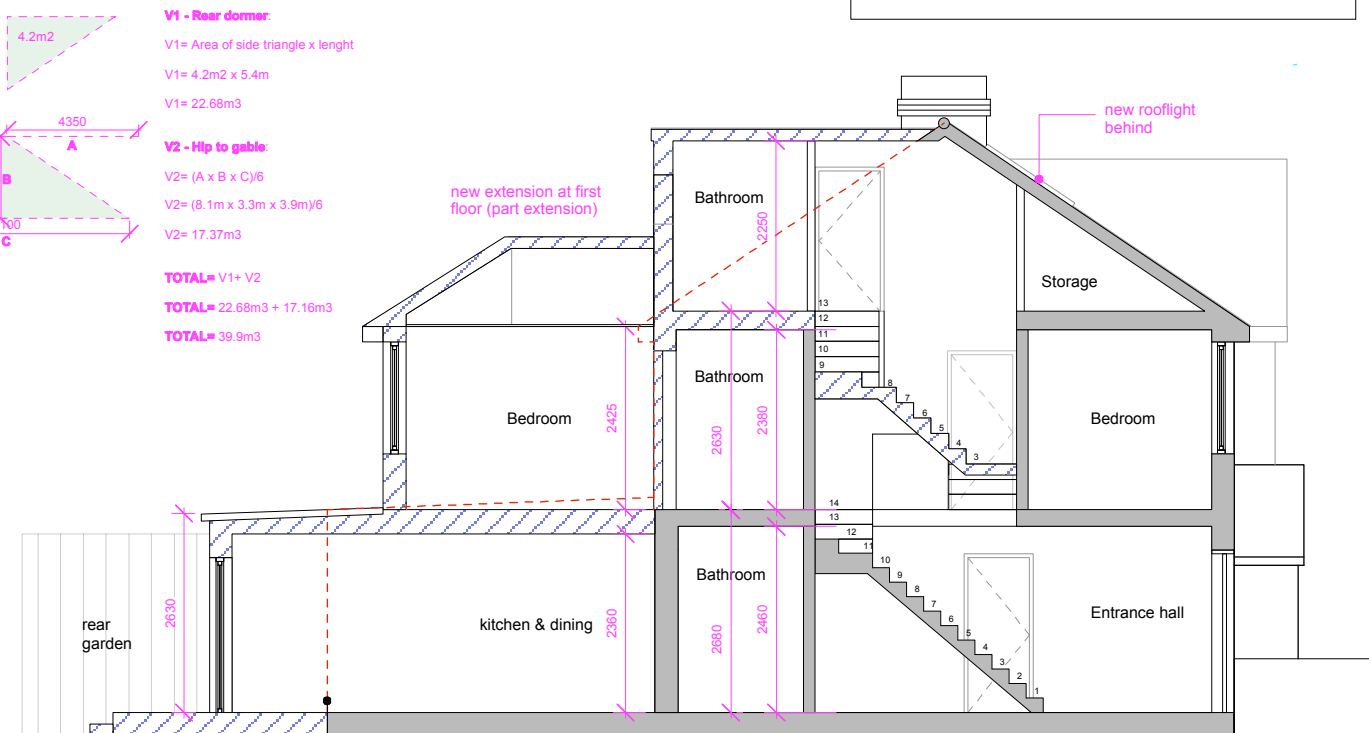 4.2m2
V1 - Rear dormer:
V1= Area of side triangle x lenght
V1= 4.2m2 x 5.4m
V1= 22.68m3
4350
A
B
100
C
V2 - Hip to gable:
V2= (A x B x C)/6
V2= (8.1m x 3.3m x 3.9m)/6
V2= 17.37m3
TOTAL= V1+ V2
TOTAL= 22.68m3 + 17.16m3
TOTAL= 39.9m3
new rooflight
behind
new extension at first
floor (part extension)
Bathroom
2250
Storage
13
12
11
10
9
8
7
6
5
4
3
Bedroom
2425
Bathroom
2630
2380
Bedroom
14
13
12
11
10
9
8
7
6
5
4
3
2
1
rear
garden
2630
kitchen & dining
2360
Bathroom
2680
2460
Entrance hall